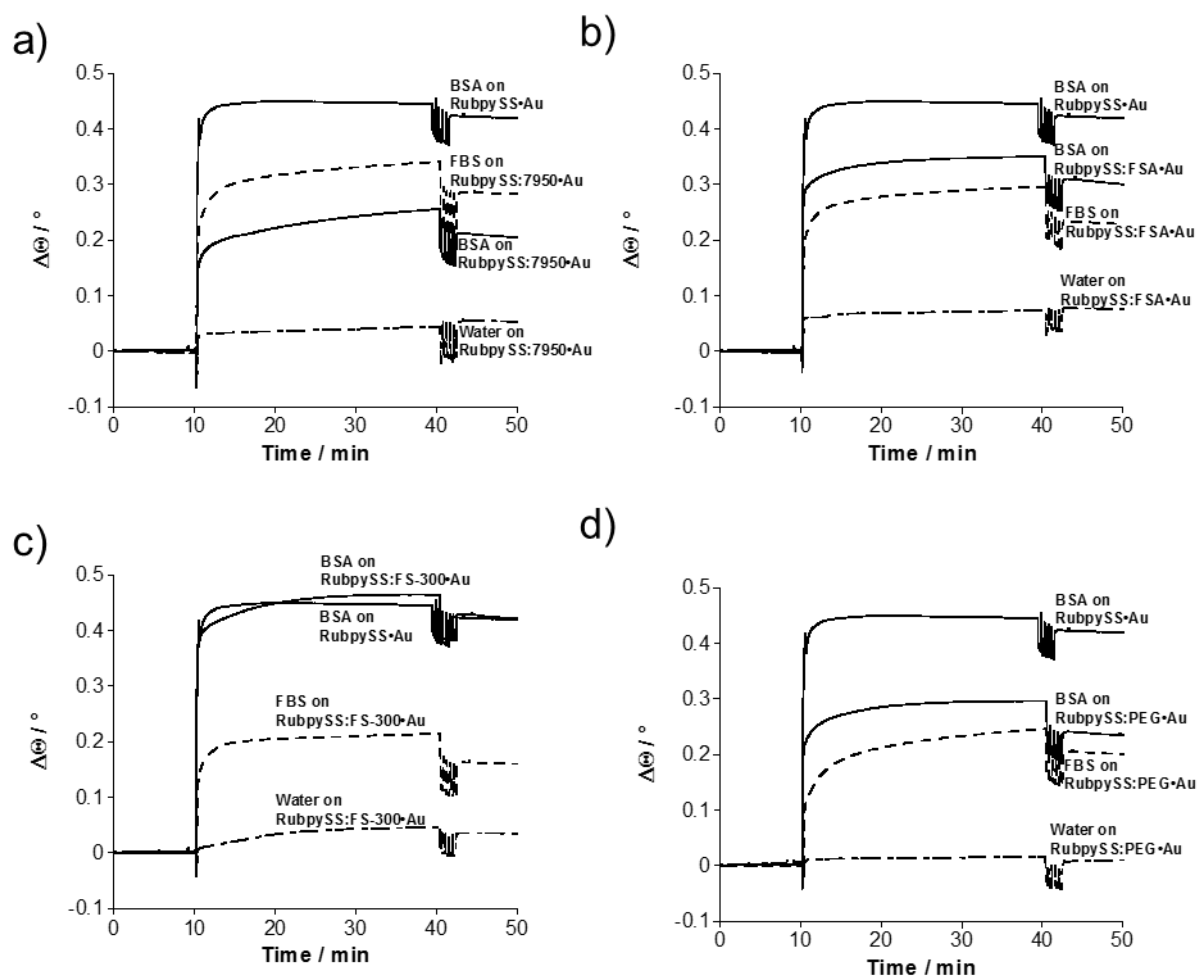 a)
0.5
0.4
0.3
0.2
0.1
0
-0.1
ΔΘ / °
BSA on
RubpySS•Au
FBS on
RubpySS:7950•Au
BSA on
RubpySS:7950•Au
Water on
RubpySS:7950•Au
0 10 20 30 40 50
Time / min
b)
0.5
0.4
0.3
0.2
0.1
0
-0.1
ΔΘ / °
BSA on
RubpySS•Au
BSA on
RubpySS:FSA•Au
FBS on
RubpySS:FSA•Au
Water on
RubpySS:FSA•Au
0 10 20 30 40 50
Time / min
c)
0.5
0.4
0.3
0.2
0.1
0
-0.1
ΔΘ / °
BSA on
RubpySS:FS-300•Au
BSA on
RubpySS•Au
FBS on
RubpySS:FS-300•Au
Water on
RubpySS:FS-300•Au
0 10 20 30 40 50
Time / min
d)
0.5
0.4
0.3
0.2
0.1
0
-0.1
ΔΘ / °
BSA on
RubpySS•Au
BSA on
RubpySS:PEG•Au
FBS on
RubpySS:PEG•Au
Water on
RubpySS:PEG•Au
0 10 20 30 40 50
Time / min